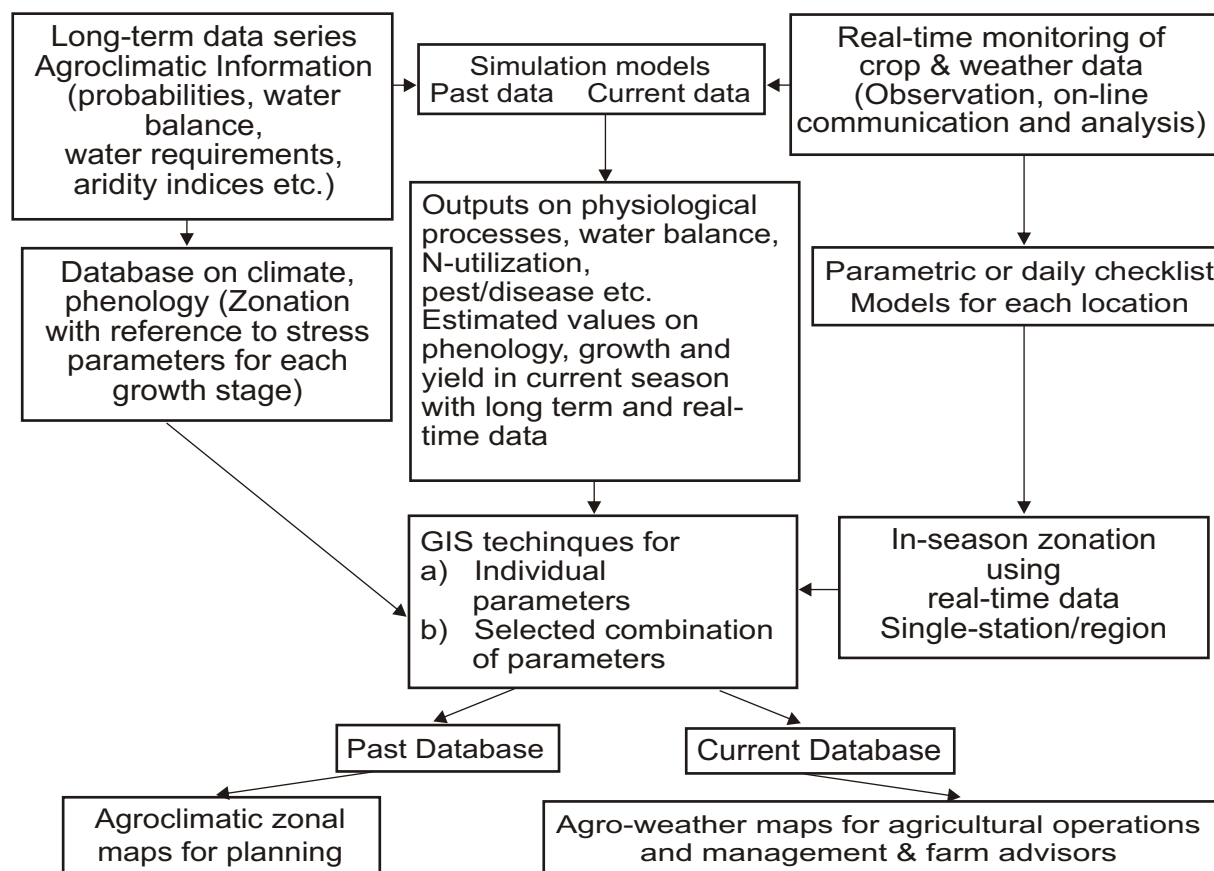 Long-term data series
Agroclimatic Information
(probabilities, water
balance,
water requirements,
aridity indices etc.)
Simulation models
Past data Current data
Real-time monitoring of
crop & weather data
(Observation, on-line
communication and analysis)
Database on climate,
phenology (Zonation
with reference to stress
parameters for each
growth stage)
Outputs on physiological
processes, water balance,
N-utilization,
pest/disease etc.
Estimated values on
phenology, growth and
yield in current season
with long term and real-
time data
Parametric or daily checklist
Models for each location
GIS techinques for
a) Individual
parameters
b) Selected combination
of parameters
In-season zonation
using
real-time data
Single-station/region
Past Database
Current Database
Agroclimatic zonal
maps for planning
Agro-weather maps for agricultural operations
and management & farm advisors